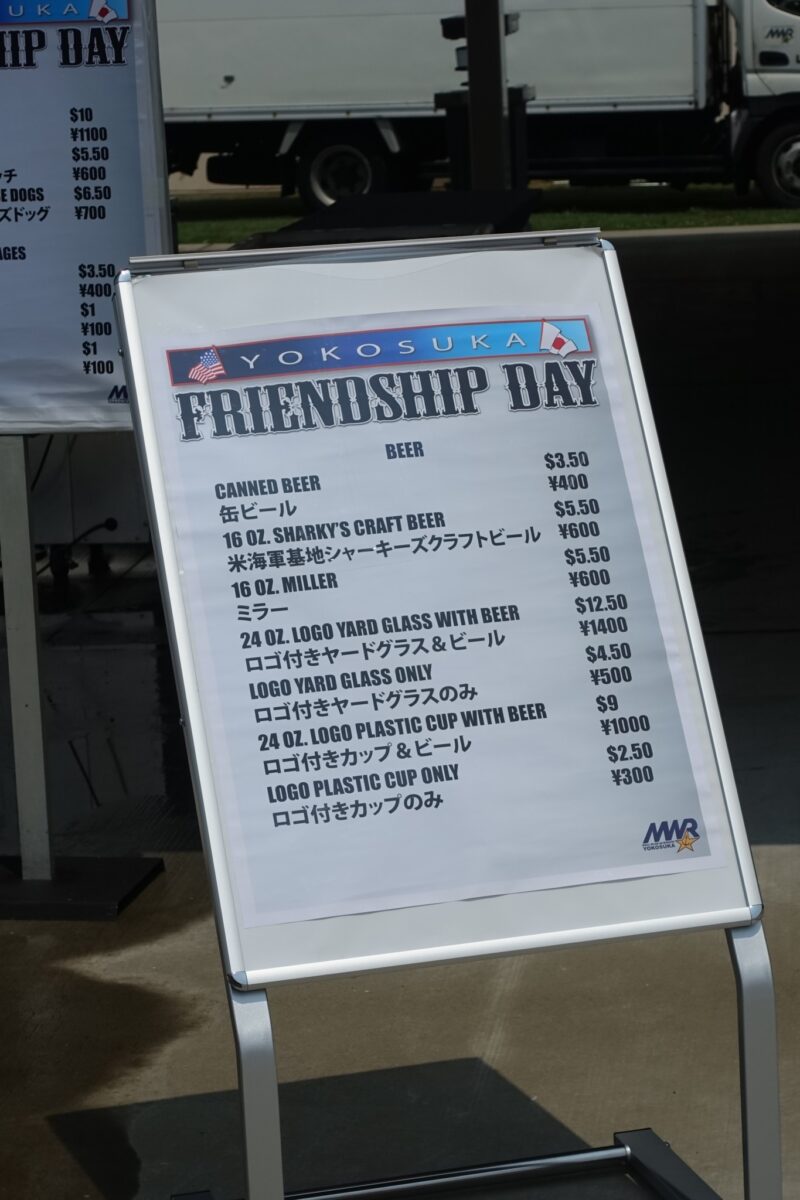 UKA
HIP DAY
$10
¥1100
$5.50
ッチ ¥600
E DOGS $6.50
ズドッグ ¥700
AGES
$3.50
¥400
$1
¥100
$1
¥100
M
MWR
YOKOSUKA
FRIENDSHIP DAY
BEER
CANNED BEER $3.50
缶ビール ¥400
16 OZ. SHARKY'S CRAFT BEER $5.50
米海軍基地シャーキーズクラフトビール ¥600
16 OZ. MILLER $5.50
ミラー ¥600
24 OZ. LOGO YARD GLASS WITH BEER $12.50
ロゴ付きヤードグラス＆ビール ¥1400
LOGO YARD GLASS ONLY $4.50
ロゴ付きヤードグラスのみ ¥500
24 OZ. LOGO PLASTIC CUP WITH BEER $9
ロゴ付きカップ＆ビール ¥1000
LOGO PLASTIC CUP ONLY $2.50
ロゴ付きカップのみ ¥300
MWR
YOKOSUKA